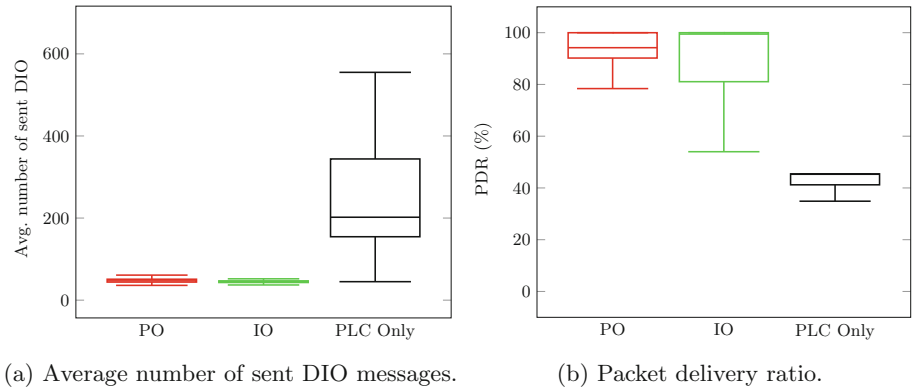 Avg. number of sent DIO
600
400
200
0
PO
IO
PLC Only
(a) Average number of sent DIO messages.
PDR (%)
100
80
60
40
20
0
PO
IO
PLC Only
(b) Packet delivery ratio.